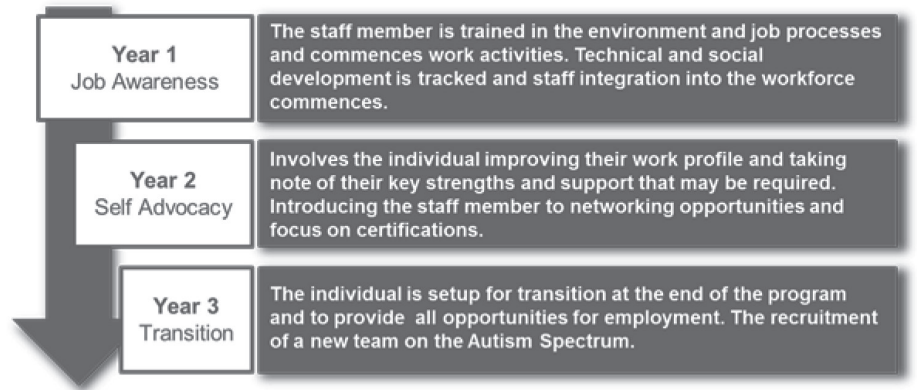 Year 1
Job Awareness
The staff member is trained in the environment and job processes
and commences work activities. Technical and social
development is tracked and staff integration into the workforce
commences.
Year 2
Self Advocacy
Involves the individual improving their work profile and taking
note of their key strengths and support that may be required.
Introducing the staff member to networking opportunities and
focus on certifications.
Year 3
Transition
The individual is setup for transition at the end of the program
and to provide  all opportunities for employment. The recruitment
of a new team on the Autism Spectrum.